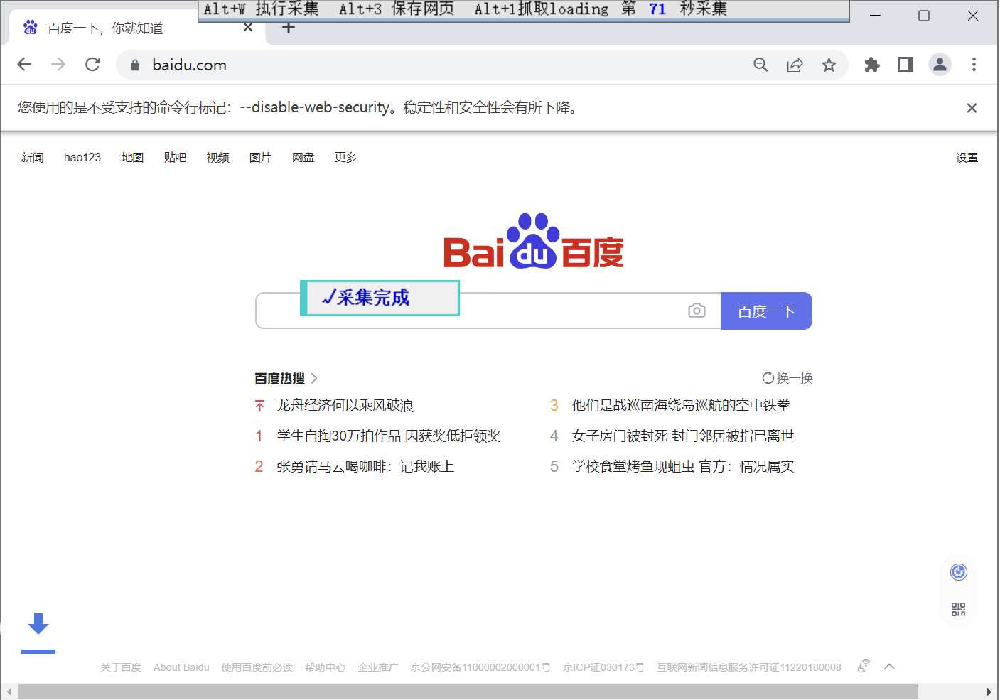 Alt+W 执行采集 Alt+3 保存网页 Alt+1抓取loading 第 71 秒采集
百度一下，你就知道
baidu.com
您使用的是不受支持的命令行标记：--disable-web-security。稳定性和安全性会有所下降。
新闻 hao123 地图 贴吧 视频 图片 网盘 更多 设置
Bai du 百度
√采集完成
百度一下
百度热搜 换一换
龙舟经济何以乘风破浪
1 学生自掏30万拍作品 因获奖低拒领奖
2 张勇请马云喝咖啡：记我账上
3 他们是战巡南海绕岛巡航的空中铁拳
4 女子房门被封死 封门邻居被指已离世
5 学校食堂烤鱼现蛆虫 官方：情况属实
关于百度 About Baidu 使用百度前必读 帮助中心 企业推广 京公网安备11000002000001号 京ICP证030173号 互联网新闻信息服务许可证11220180008